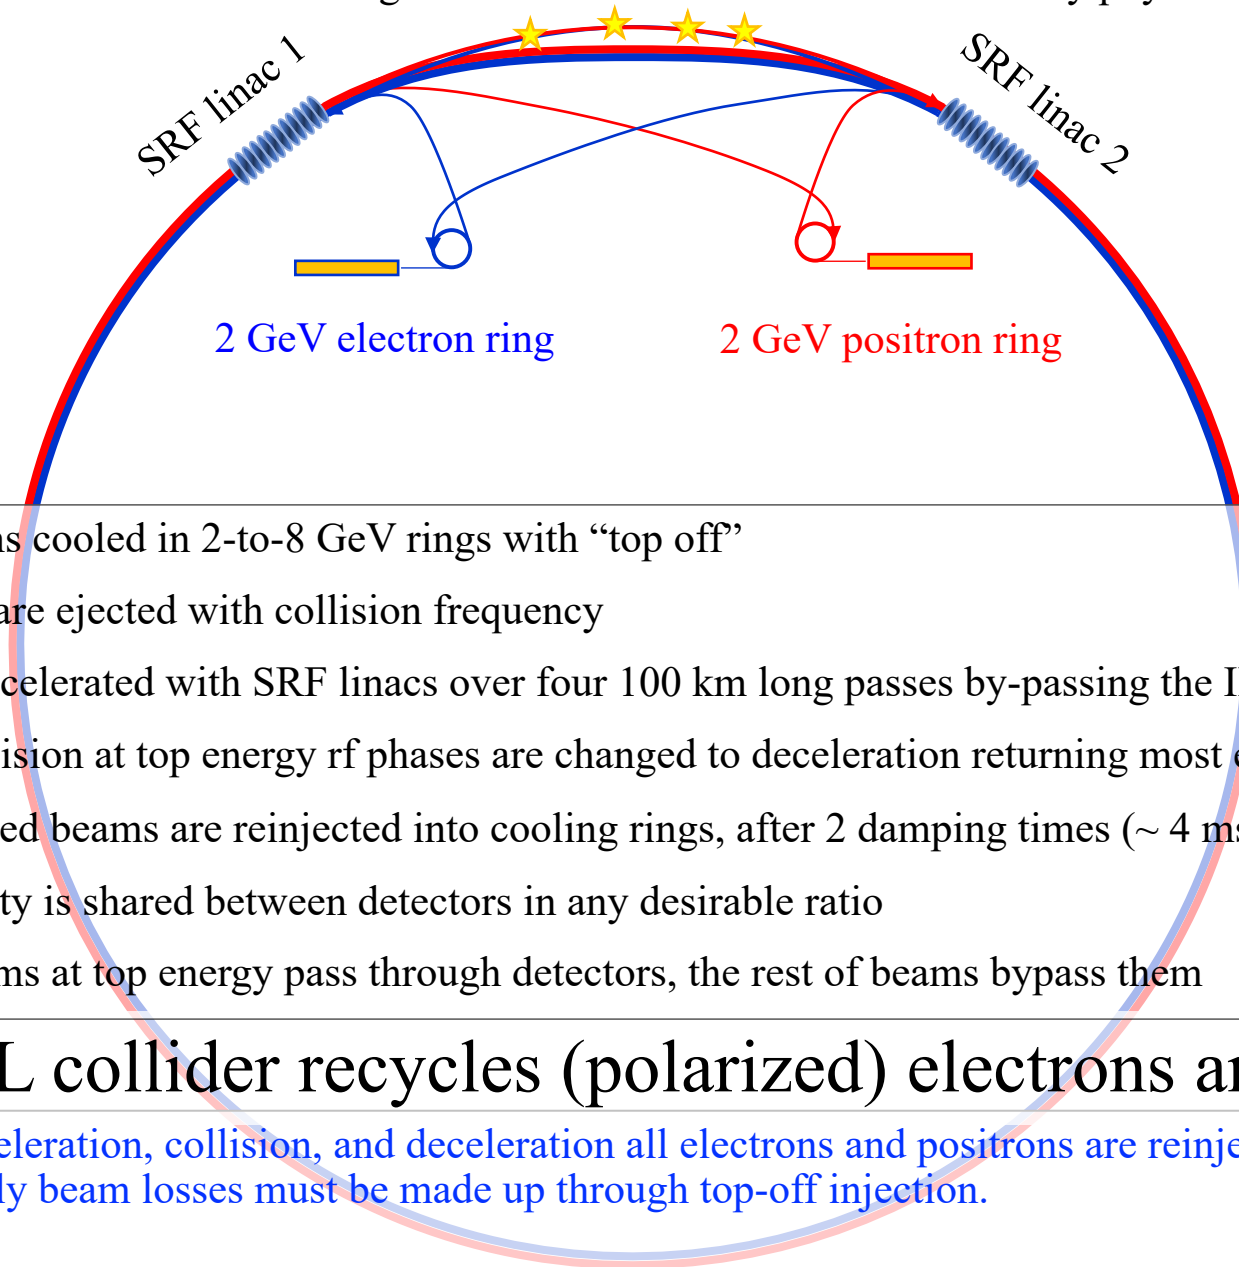 SRF linac 1
SRF linac 2
2 GeV electron ring
2 GeV positron ring
cooled in 2-to-8 GeV rings with “top off”
are ejected with collision frequency
celerated with SRF linacs over four 100 km long passes by-passing the
ision at top energy rf phases are changed to deceleration returning most
ed beams are reinjected into cooling rings, after 2 damping times (~ 4 ms
ty is shared between detectors in any desirable ratio
ms at top energy pass through detectors, the rest of beams bypass them
L collider recycles (polarized) electrons
eleration, collision, and deceleration all electrons and positrons are reinje
ly beam losses must be made up through top-off injection.